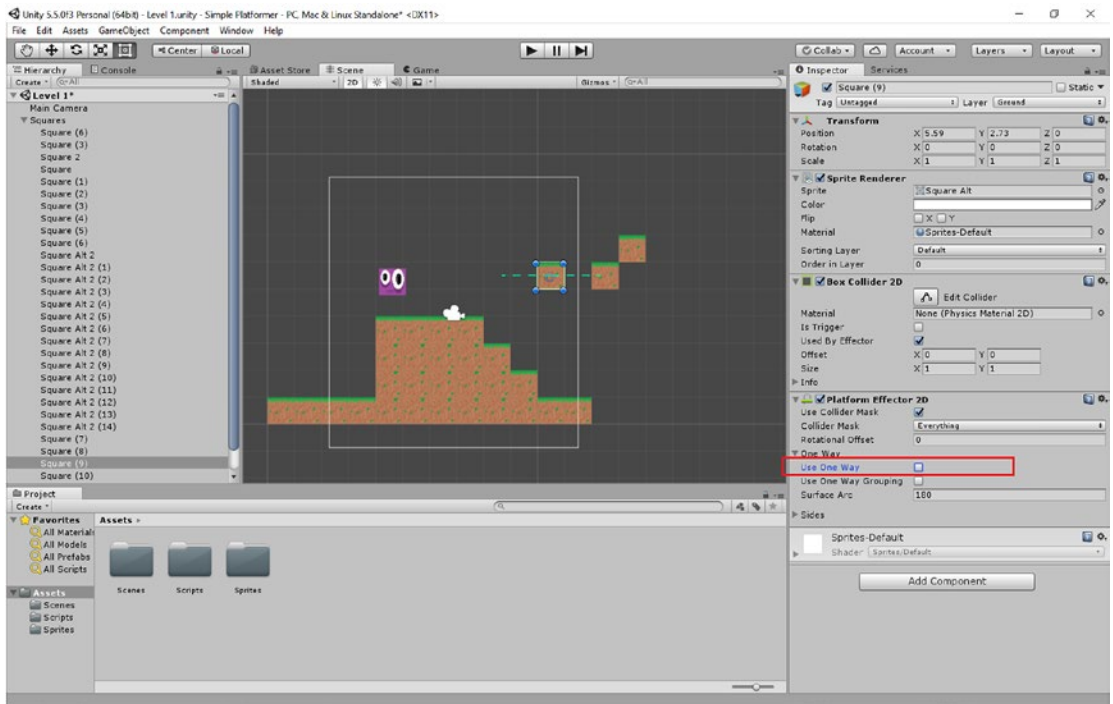 Unity 5.5.0f3 Personal (64bit) - Level 1.unity - Simple Platformer - PC, Mac & Linux Standalone* <DX11>
File Edit Assets GameObject Component Window Help
Center Local Collab Account Layers Layout
Hierarchy Console Asset Store Scene Game Inspector Services
Create All Shaded 2D Gizmos All
Level 1*
Main Camera
Squares
Square (6)
Square (3)
Square 2
Square
Square (1)
Square (2)
Square (3)
Square (4)
Square (5)
Square (6)
Square Alt 2
Square Alt 2 (1)
Square Alt 2 (2)
Square Alt 2 (3)
Square Alt 2 (4)
Square Alt 2 (5)
Square Alt 2 (6)
Square Alt 2 (7)
Square Alt 2 (8)
Square Alt 2 (9)
Square Alt 2 (10)
Square Alt 2 (11)
Square Alt 2 (12)
Square Alt 2 (13)
Square Alt 2 (14)
Square (7)
Square (8)
Square (9)
Square (10)
Square (9) Static
Tag Untagged Layer Ground
Transform
Position X 5.59 Y 2.73 Z 0
Rotation X 0 Y 0 Z 0
Scale X 1 Y 1 Z 1
Sprite Renderer
Sprite Square Alt
Color
Flip X Y
Material Sprites-Default
Sorting Layer Default
Order in Layer 0
Box Collider 2D
Edit Collider
Material None (Physics Material 2D)
Is Trigger
Used By Effector
Offset X 0 Y 0
Size X 1 Y 1
Info
Platform Effector 2D
Use Collider Mask
Collider Mask Everything
Rotational Offset 0
One Way
Use One Way
Use One Way Grouping
Surface Arc 180
Sides
Sprites-Default
Shader Sprites/Default
Add Component
Project
Create
Favorites
All Material
All Models
All Prefabs
All Scripts
Assets
Scenes
Scripts
Sprites
Assets
Scenes Scripts Sprites